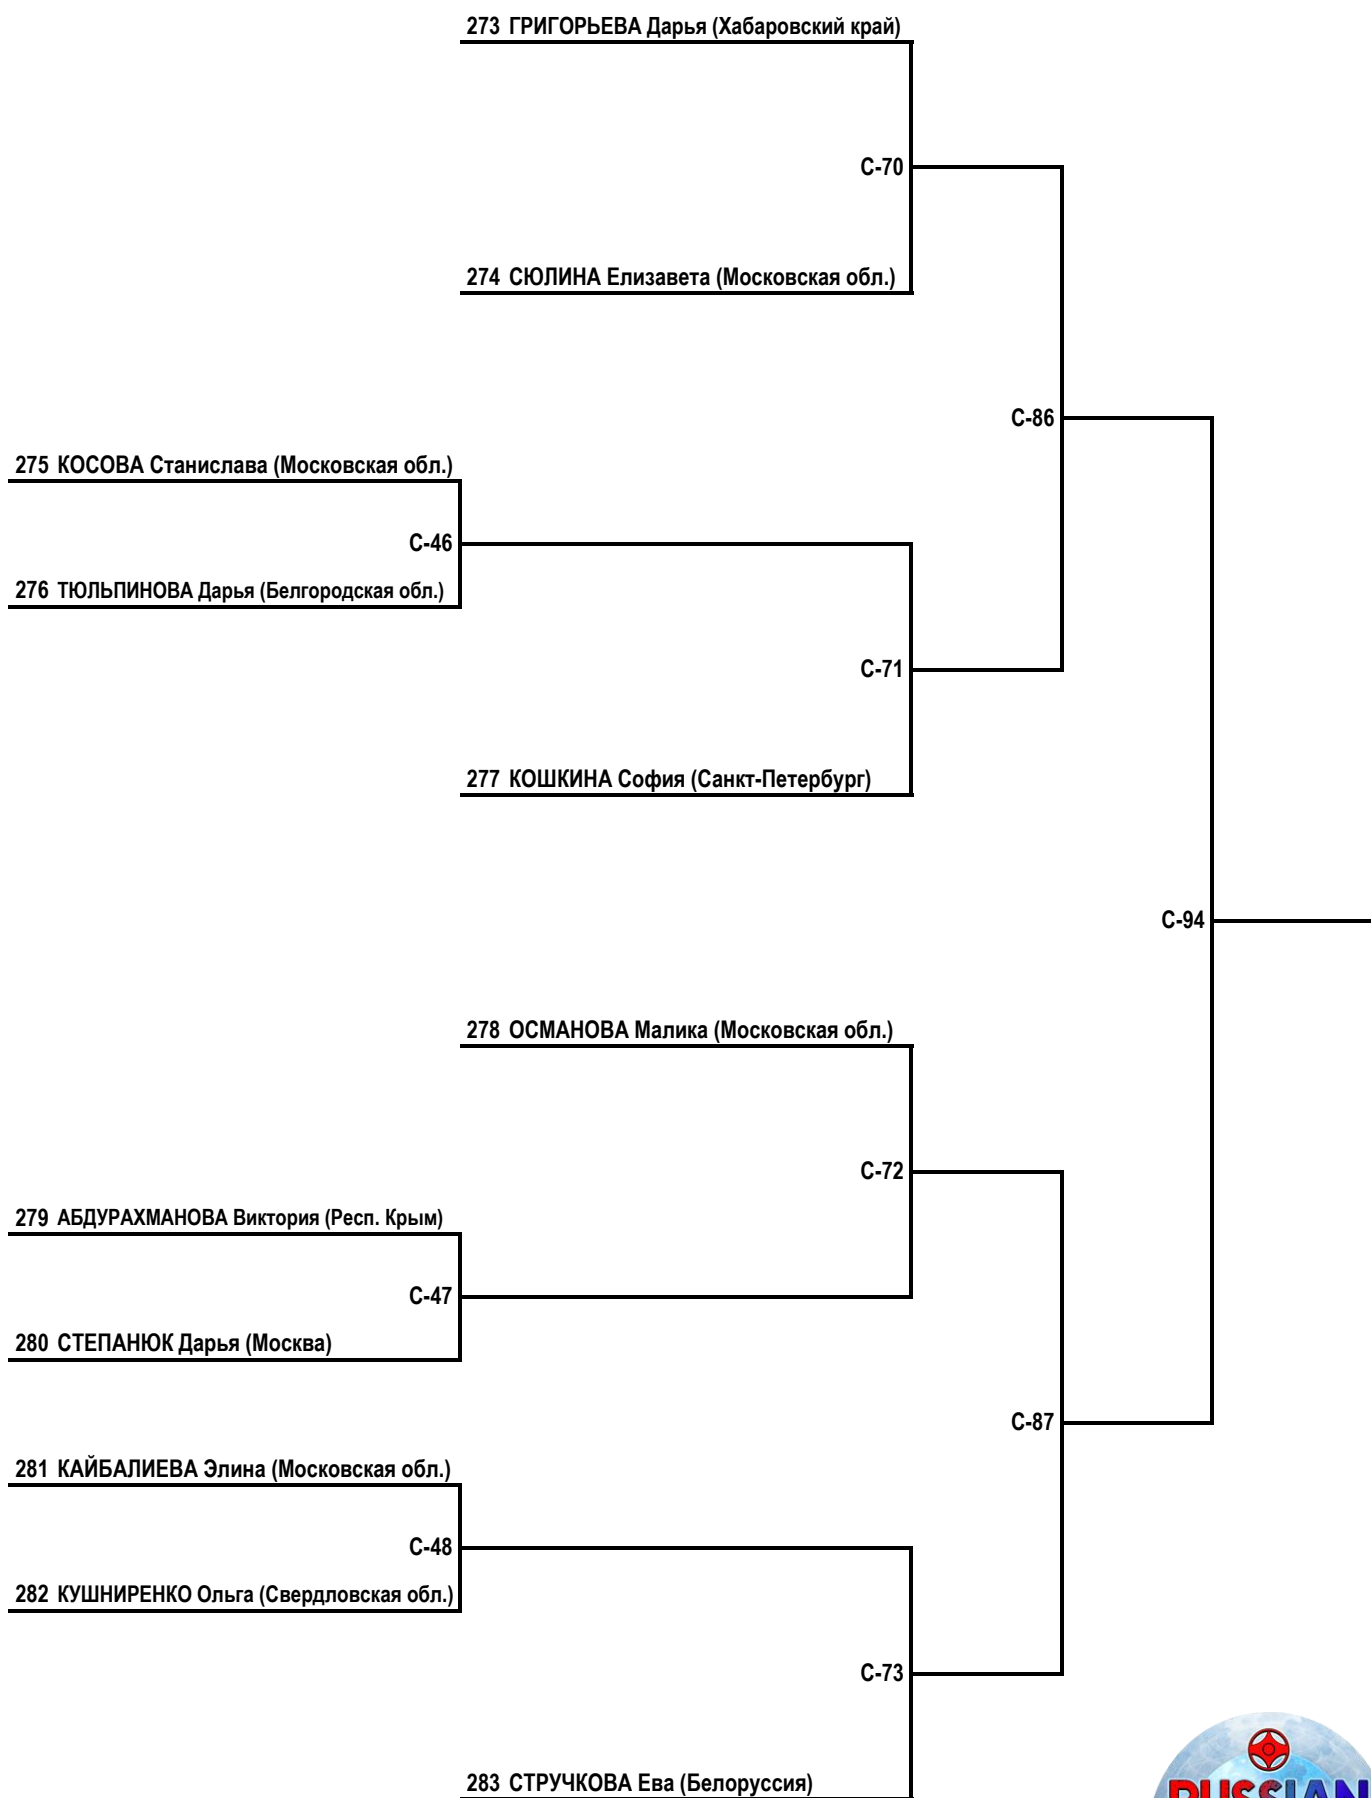 273 ГРИГОРЬЕВА Дарья (Хабаровский край)
С-70
274 СЮЛИНА Елизавета (Московская обл.)
С-86
275 КОСОВА Станислава (Московская обл.)
С-46
276 ТЮЛЬПИНОВА Дарья (Белгородская обл.)
С-71
277 КОШКИНА София (Санкт-Петербург)
С-94
278 ОСМАНОВА Малика (Московская обл.)
С-72
279 АБДУРАХМАНОВА Виктория (Респ. Крым)
С-47
280 СТЕПАНЮК Дарья (Москва)
С-87
281 КАЙБАЛИЕВА Элина (Московская обл.)
С-48
282 КУШНИРЕНКО Ольга (Свердловская обл.)
С-73
283 СТРУЧКОВА Ева (Белоруссия)
RUSSIAN